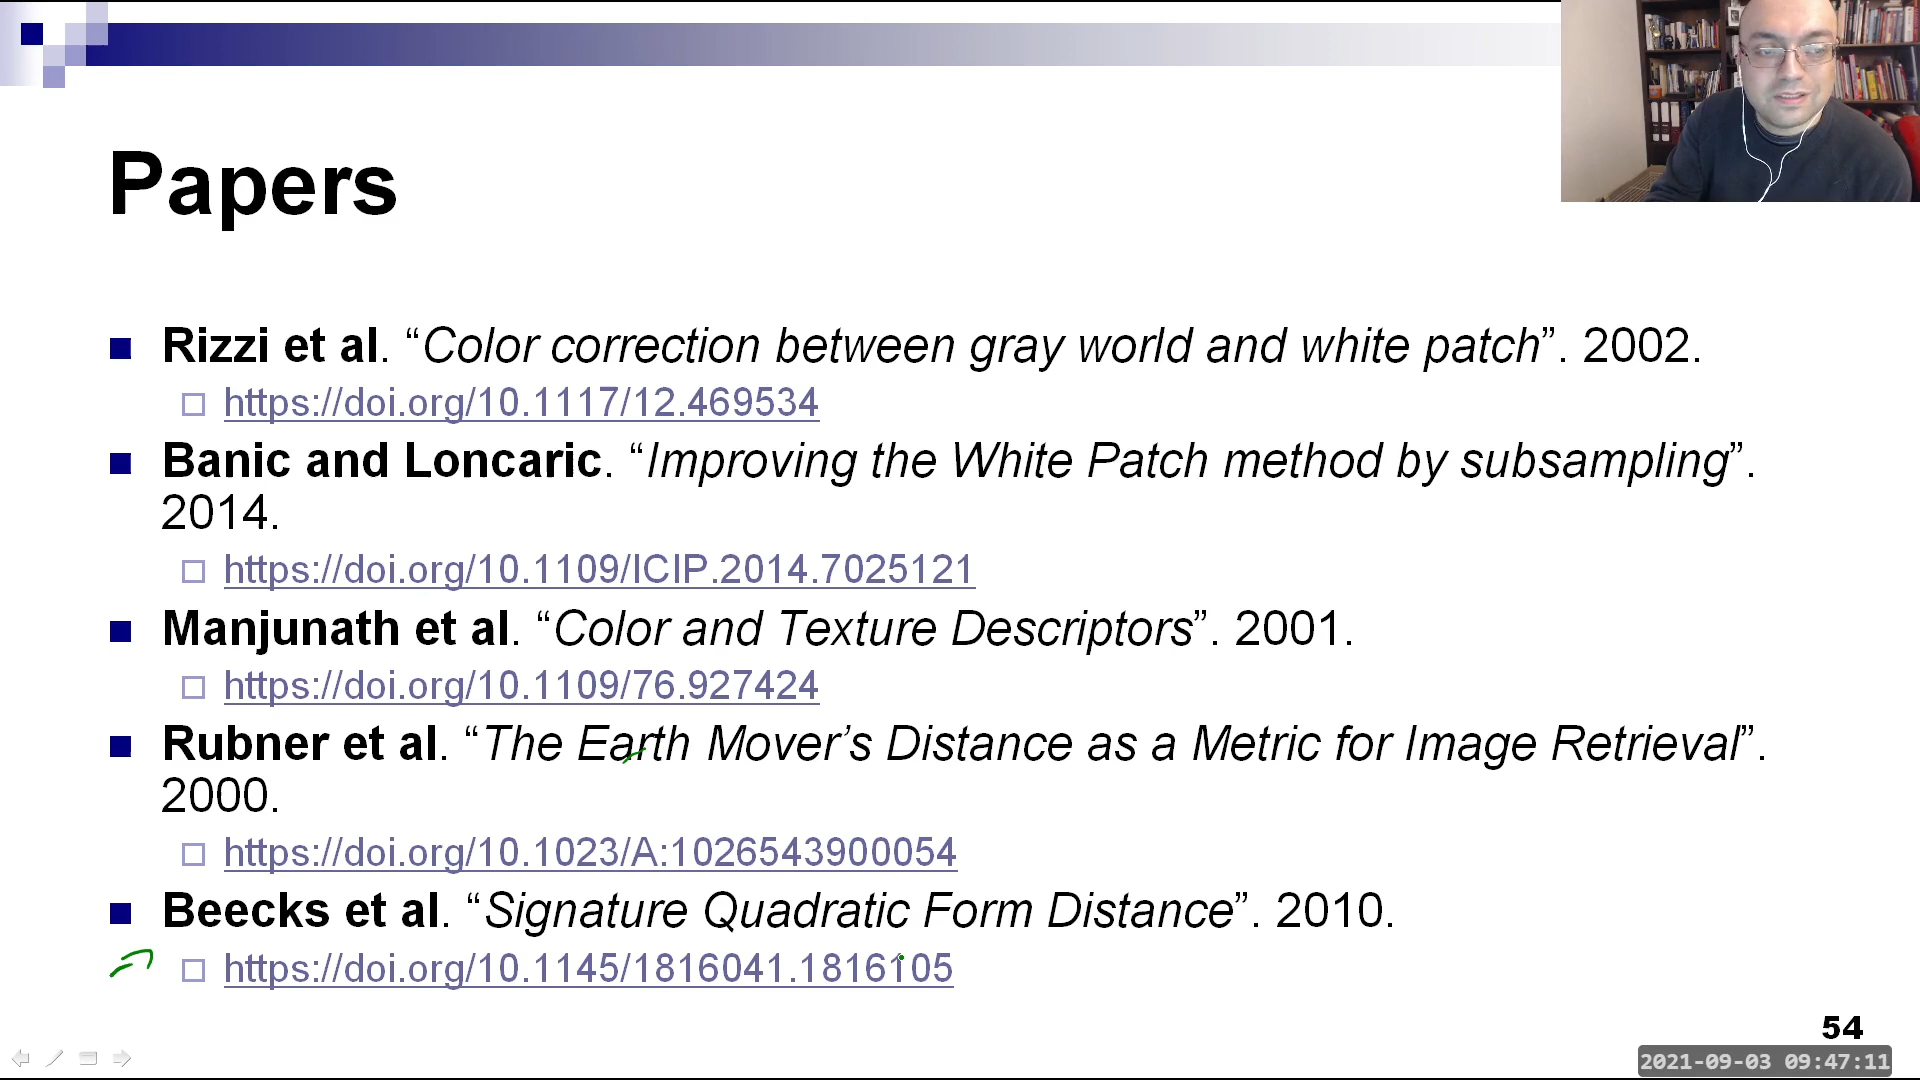 Papers
Rizzi et al. “Color correction between gray world and white patch”. 2002.
https://doi.org/10.1117/12.469534
Banic and Loncaric. “Improving the White Patch method by subsampling”.
2014.
https://doi.org/10.1109/ICIP.2014.7025121
Manjunath et al. “Color and Texture Descriptors”. 2001.
https://doi.org/10.1109/76.927424
Rubner et al. “The Earth Mover’s Distance as a Metric for Image Retrieval”.
2000.
https://doi.org/10.1023/A:1026543900054
Beecks et al. “Signature Quadratic Form Distance”. 2010.
https://doi.org/10.1145/1816041.1816105
54
2021-09-03 09:47:11